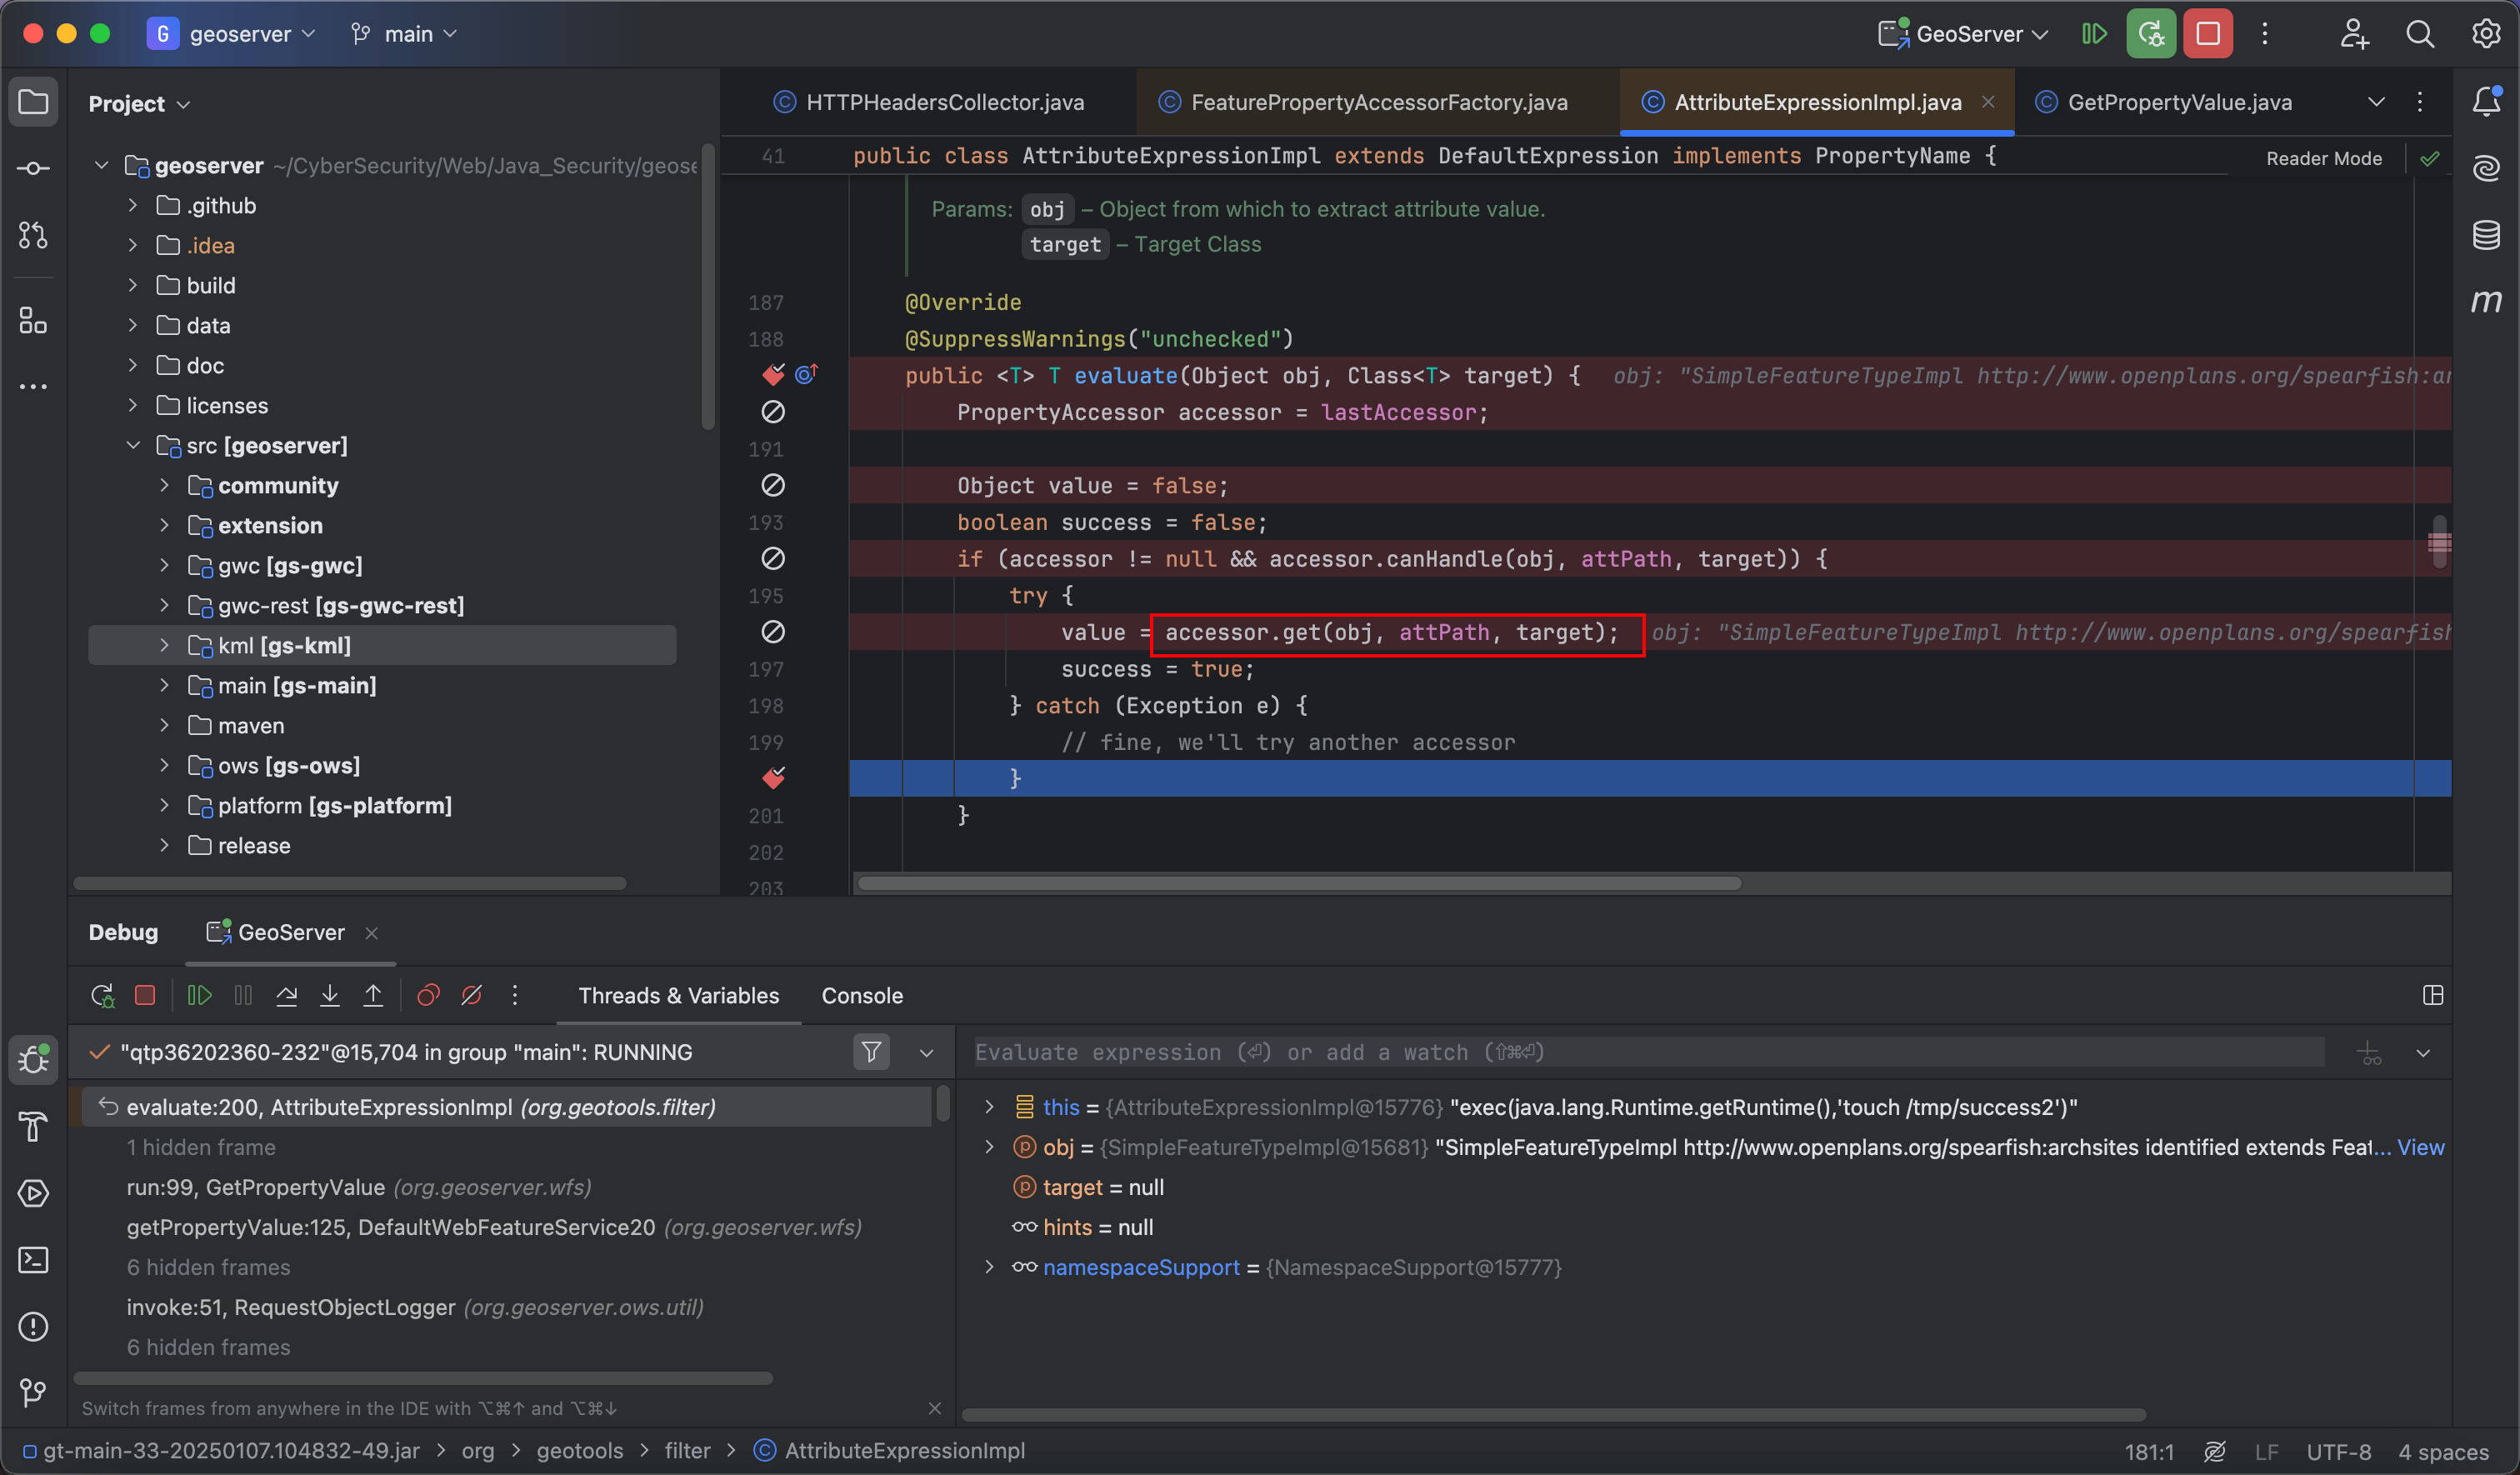 G geoserver main GeoServer
Project
geoserver ~/CyberSecurity/Web/Java_Security/geose
.github
.idea
build
data
doc
licenses
src [geoserver]
community
extension
gwc [gs-gwc]
gwc-rest [gs-gwc-rest]
kml [gs-kml]
main [gs-main]
maven
ows [gs-ows]
platform [gs-platform]
release
HTTPHeadersCollector.java FeaturePropertyAccessorFactory.java AttributeExpressionImpl.java GetPropertyValue.java
41 public class AttributeExpressionImpl extends DefaultExpression implements PropertyName { Reader Mode
Params: obj – Object from which to extract attribute value.
target – Target Class
187 @Override
188 @SuppressWarnings("unchecked")
public <T> T evaluate(Object obj, Class<T> target) { obj: "SimpleFeatureTypeImpl http://www.openplans.org/spearfish:ar
PropertyAccessor accessor = lastAccessor;
191
Object value = false;
193 boolean success = false;
if (accessor != null && accessor.canHandle(obj, attPath, target)) {
195 try {
value = accessor.get(obj, attPath, target); obj: "SimpleFeatureTypeImpl http://www.openplans.org/spearfish
197 success = true;
198 } catch (Exception e) {
199 // fine, we'll try another accessor
}
201 }
202
203
Debug GeoServer
Threads & Variables Console
"qtp36202360-232"@15,704 in group "main": RUNNING
evaluate:200, AttributeExpressionImpl (org.geotools.filter)
1 hidden frame
run:99, GetPropertyValue (org.geoserver.wfs)
getPropertyValue:125, DefaultWebFeatureService20 (org.geoserver.wfs)
6 hidden frames
invoke:51, RequestObjectLogger (org.geoserver.ows.util)
6 hidden frames
Switch frames from anywhere in the IDE with ⌥⌘↑ and ⌥⌘↓
Evaluate expression (⏎) or add a watch (⇧⌘⏎)
this = {AttributeExpressionImpl@15776} "exec(java.lang.Runtime.getRuntime(),'touch /tmp/success2')"
obj = {SimpleFeatureTypeImpl@15681} "SimpleFeatureTypeImpl http://www.openplans.org/spearfish:archsites identified extends Feat... View
target = null
hints = null
namespaceSupport = {NamespaceSupport@15777}
gt-main-33-20250107.104832-49.jar > org > geotools > filter > AttributeExpressionImpl
181:1 LF UTF-8 4 spaces